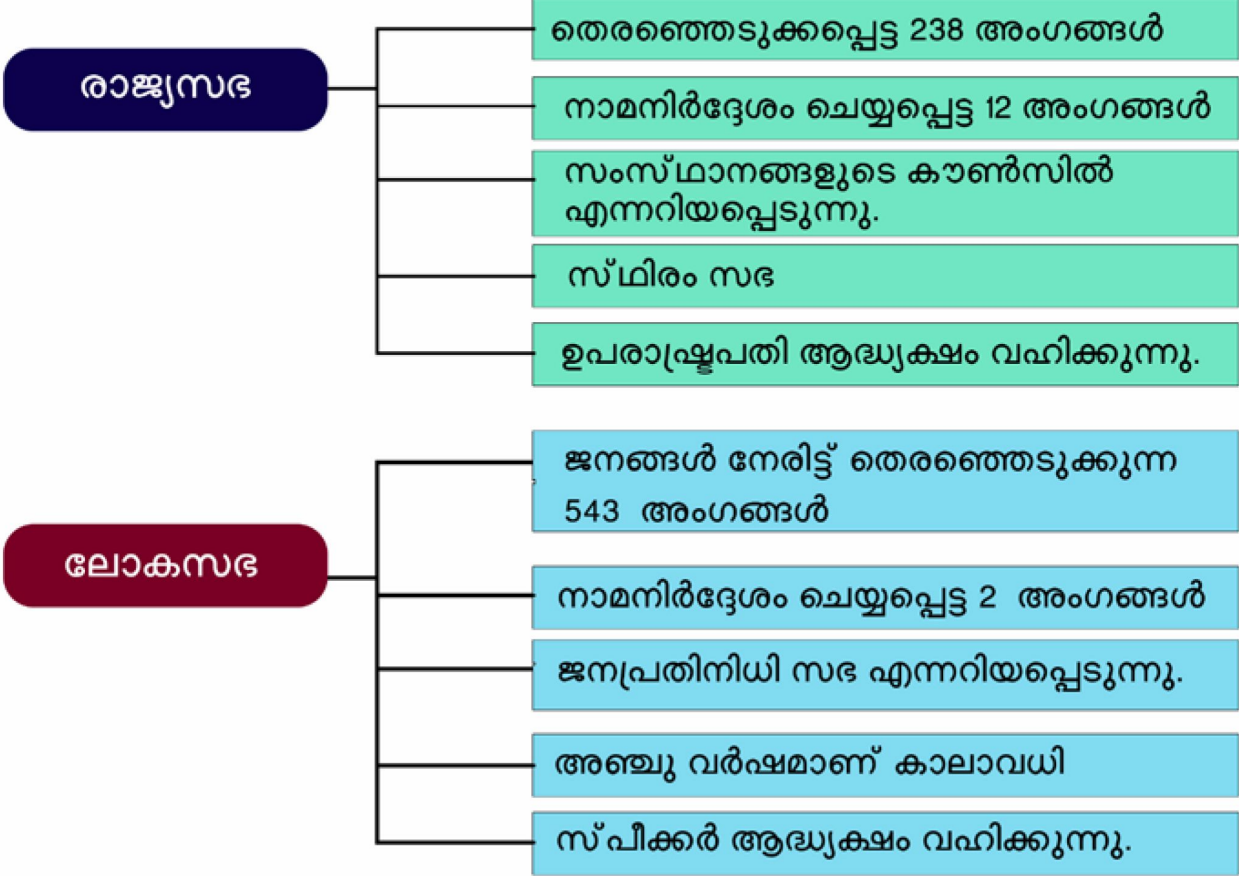 രാജ്യസഭ
തെരഞ്ഞെടുക്കപ്പെട്ട 238 അംഗങ്ങൾ
നാമനിർദ്ദേശം ചെയ്യപ്പെട്ട 12 അംഗങ്ങൾ
സംസ്ഥാനങ്ങളുടെ കൗൺസിൽ
എന്നറിയപ്പെടുന്നു.
സ്ഥിരം സഭ
ഉപരാഷ്ട്രപതി ആദ്ധ്യക്ഷം വഹിക്കുന്നു.
ലോകസഭ
ജനങ്ങൾ നേരിട്ട് തെരഞ്ഞെടുക്കുന്ന
543 അംഗങ്ങൾ
നാമനിർദ്ദേശം ചെയ്യപ്പെട്ട 2 അംഗങ്ങൾ
ജനപ്രതിനിധി സഭ എന്നറിയപ്പെടുന്നു.
അഞ്ചു വർഷമാണ് കാലാവധി
സ്പീക്കർ ആദ്ധ്യക്ഷം വഹിക്കുന്നു.